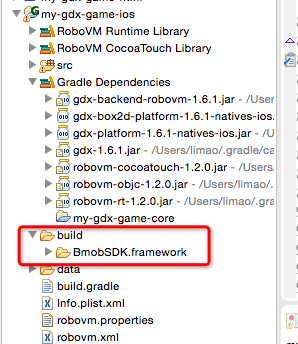 my-gdx-game-ios
RoboVM Runtime Library
RoboVM CocoaTouch Library
src
Gradle Dependencies
gdx-backend-robovm-1.6.1.jar - /User
gdx-box2d-platform-1.6.1-natives-ios.
gdx-platform-1.6.1-natives-ios.jar - /
gdx-1.6.1.jar - /Users/limao/.gradle/ca
robovm-cocoatouch-1.2.0.jar - /Users
robovm-objc-1.2.0.jar - /Users/limao/
robovm-rt-1.2.0.jar - /Users/limao/.g
my-gdx-game-core
build
BmobSDK.framework
data
build.gradle
Info.plist.xml
robovm.properties
robovm.xml